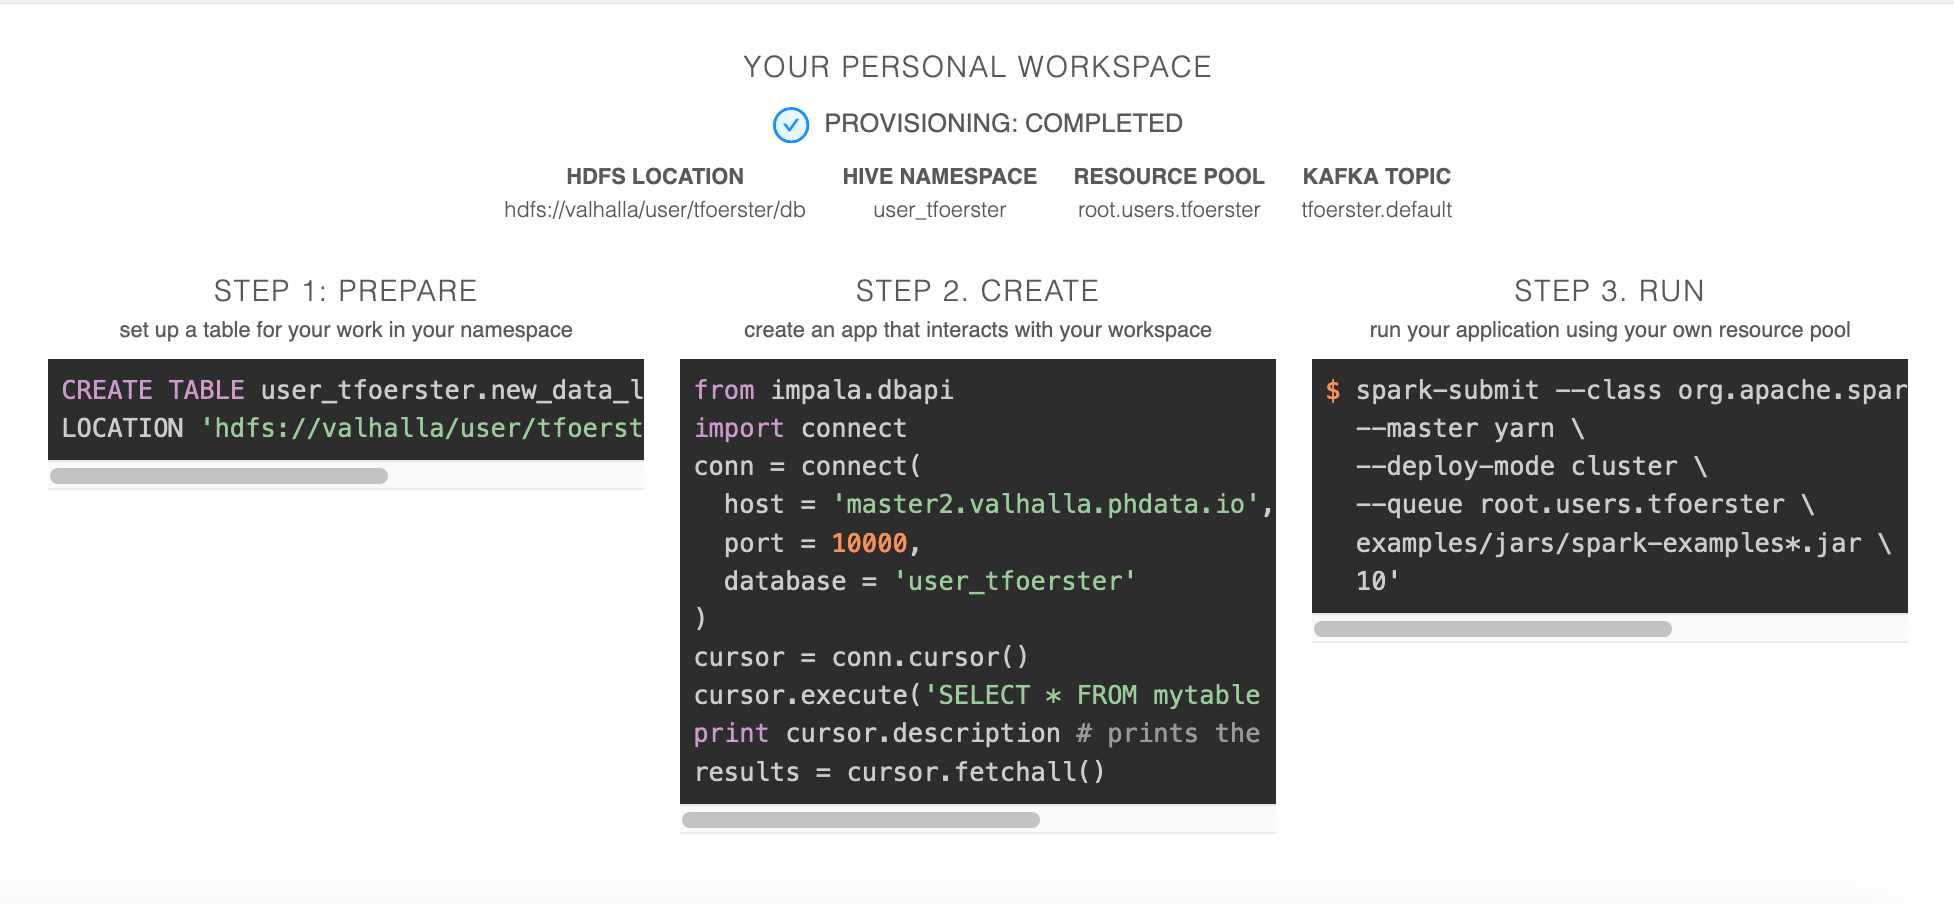 YOUR PERSONAL WORKSPACE
PROVISIONING: COMPLETED
HDFS LOCATION
hdfs://valhalla/user/tfoerster/db
HIVE NAMESPACE
user_tfoerster
RESOURCE POOL
root.users.tfoerster
KAFKA TOPIC
tfoerster.default
STEP 1: PREPARE
set up a table for your work in your namespace
CREATE TABLE user_tfoerster.new_data_l
LOCATION 'hdfs://valhalla/user/tfoerst
STEP 2. CREATE
create an app that interacts with your workspace
from impala.dbapi
import connect
conn = connect(
  host = 'master2.valhalla.phdata.io',
  port = 10000,
  database = 'user_tfoerster'
)
cursor = conn.cursor()
cursor.execute('SELECT * FROM mytable
print cursor.description # prints the
results = cursor.fetchall()
STEP 3. RUN
run your application using your own resource pool
$ spark-submit --class org.apache.spar
  --master yarn \
  --deploy-mode cluster \
  --queue root.users.tfoerster \
  examples/jars/spark-examples*.jar \
  10'